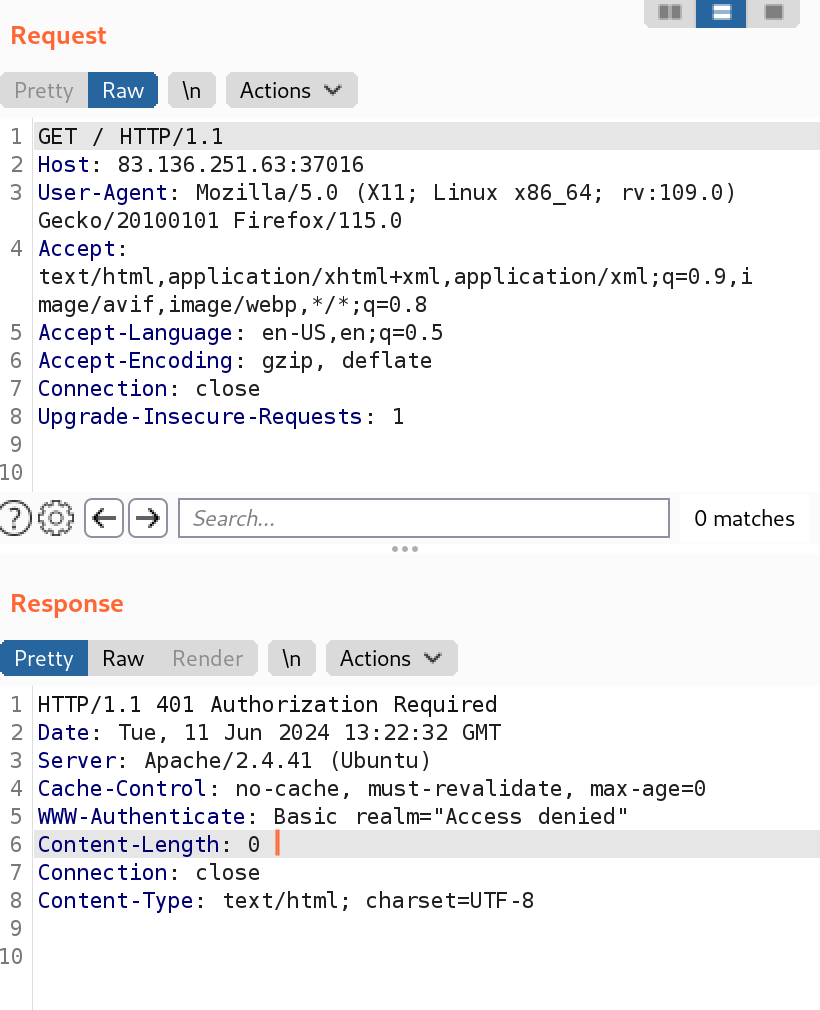 Request
Pretty Raw \n Actions
1 GET / HTTP/1.1
2 Host: 83.136.251.63:37016
3 User-Agent: Mozilla/5.0 (X11; Linux x86_64; rv:109.0)
Gecko/20100101 Firefox/115.0
4 Accept:
text/html,application/xhtml+xml,application/xml;q=0.9,i
mage/avif,image/webp,*/*;q=0.8
5 Accept-Language: en-US,en;q=0.5
6 Accept-Encoding: gzip, deflate
7 Connection: close
8 Upgrade-Insecure-Requests: 1
9
10
? Search... 0 matches
Response
Pretty Raw Render \n Actions
1 HTTP/1.1 401 Authorization Required
2 Date: Tue, 11 Jun 2024 13:22:32 GMT
3 Server: Apache/2.4.41 (Ubuntu)
4 Cache-Control: no-cache, must-revalidate, max-age=0
5 WWW-Authenticate: Basic realm="Access denied"
6 Content-Length: 0
7 Connection: close
8 Content-Type: text/html; charset=UTF-8
9
10